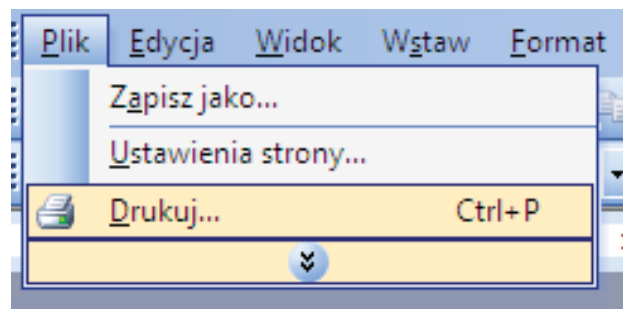 Plik Edycja Widok Wstaw Format
Zapisz jako...
Ustawienia strony...
Drukuj... Ctrl+P